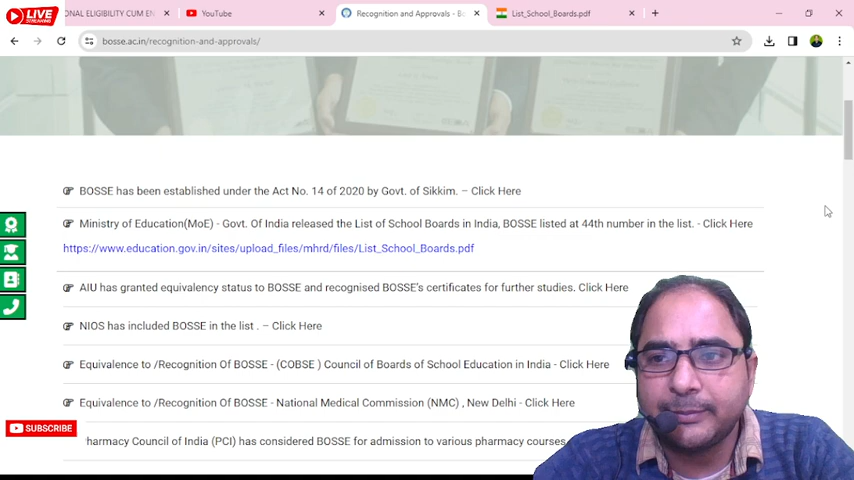 LIVE
STREAMING
ONAL ELIGIBILITY CUM EN
YouTube
Recognition and Approvals - B
List_School_Boards.pdf
bosse.ac.in/recognition-and-approvals/
BOSSE has been established under the Act No. 14 of 2020 by Govt. of Sikkim. – Click Here
Ministry of Education(MoE) - Govt. Of India released the List of School Boards in India, BOSSE listed at 44th number in the list. - Click Here
https://www.education.gov.in/sites/upload_files/mhrd/files/List_School_Boards.pdf
AIU has granted equivalency status to BOSSE and recognised BOSSE's certificates for further studies. Click Here
NIOS has included BOSSE in the list . – Click Here
Equivalence to /Recognition Of BOSSE - (COBSE ) Council of Boards of School Education in India - Click Here
Equivalence to /Recognition Of BOSSE - National Medical Commission (NMC) , New Delhi - Click Here
SUBSCRIBE
Pharmacy Council of India (PCI) has considered BOSSE for admission to various pharmacy courses